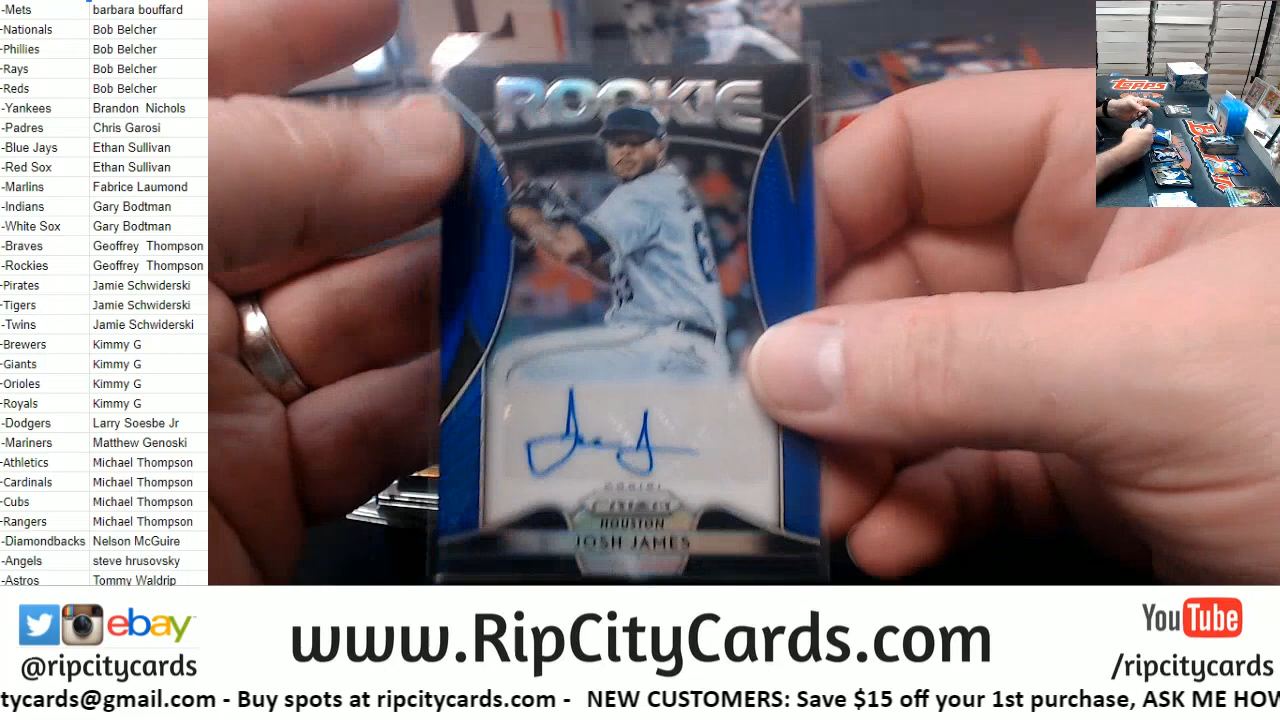 -Mets barbara bouffard
-Nationals Bob Belcher
-Phillies Bob Belcher
-Rays Bob Belcher
-Reds Bob Belcher
-Yankees Brandon Nichols
-Padres Chris Garosi
-Blue Jays Ethan Sullivan
-Red Sox Ethan Sullivan
-Marlins Fabrice Laumond
-Indians Gary Bodtman
-White Sox Gary Bodtman
-Braves Geoffrey Thompson
-Rockies Geoffrey Thompson
-Pirates Jamie Schwiderski
-Tigers Jamie Schwiderski
-Twins Jamie Schwiderski
-Brewers Kimmy G
-Giants Kimmy G
-Orioles Kimmy G
-Royals Kimmy G
-Dodgers Larry Soesbe Jr
-Mariners Matthew Genoski
-Athletics Michael Thompson
-Cardinals Michael Thompson
-Cubs Michael Thompson
-Rangers Michael Thompson
-Diamondbacks Nelson McGuire
-Angels steve hrusovsky
-Astros Tommy Waldrip
ROOKIE
HOUSTON
JOSH JAMES
TOPPS
ebay
@ripcitycards
www.RipCityCards.com
YouTube
/ripcitycards
tycards@gmail.com - Buy spots at ripcitycards.com - NEW CUSTOMERS: Save $15 off your 1st purchase, ASK ME HOW